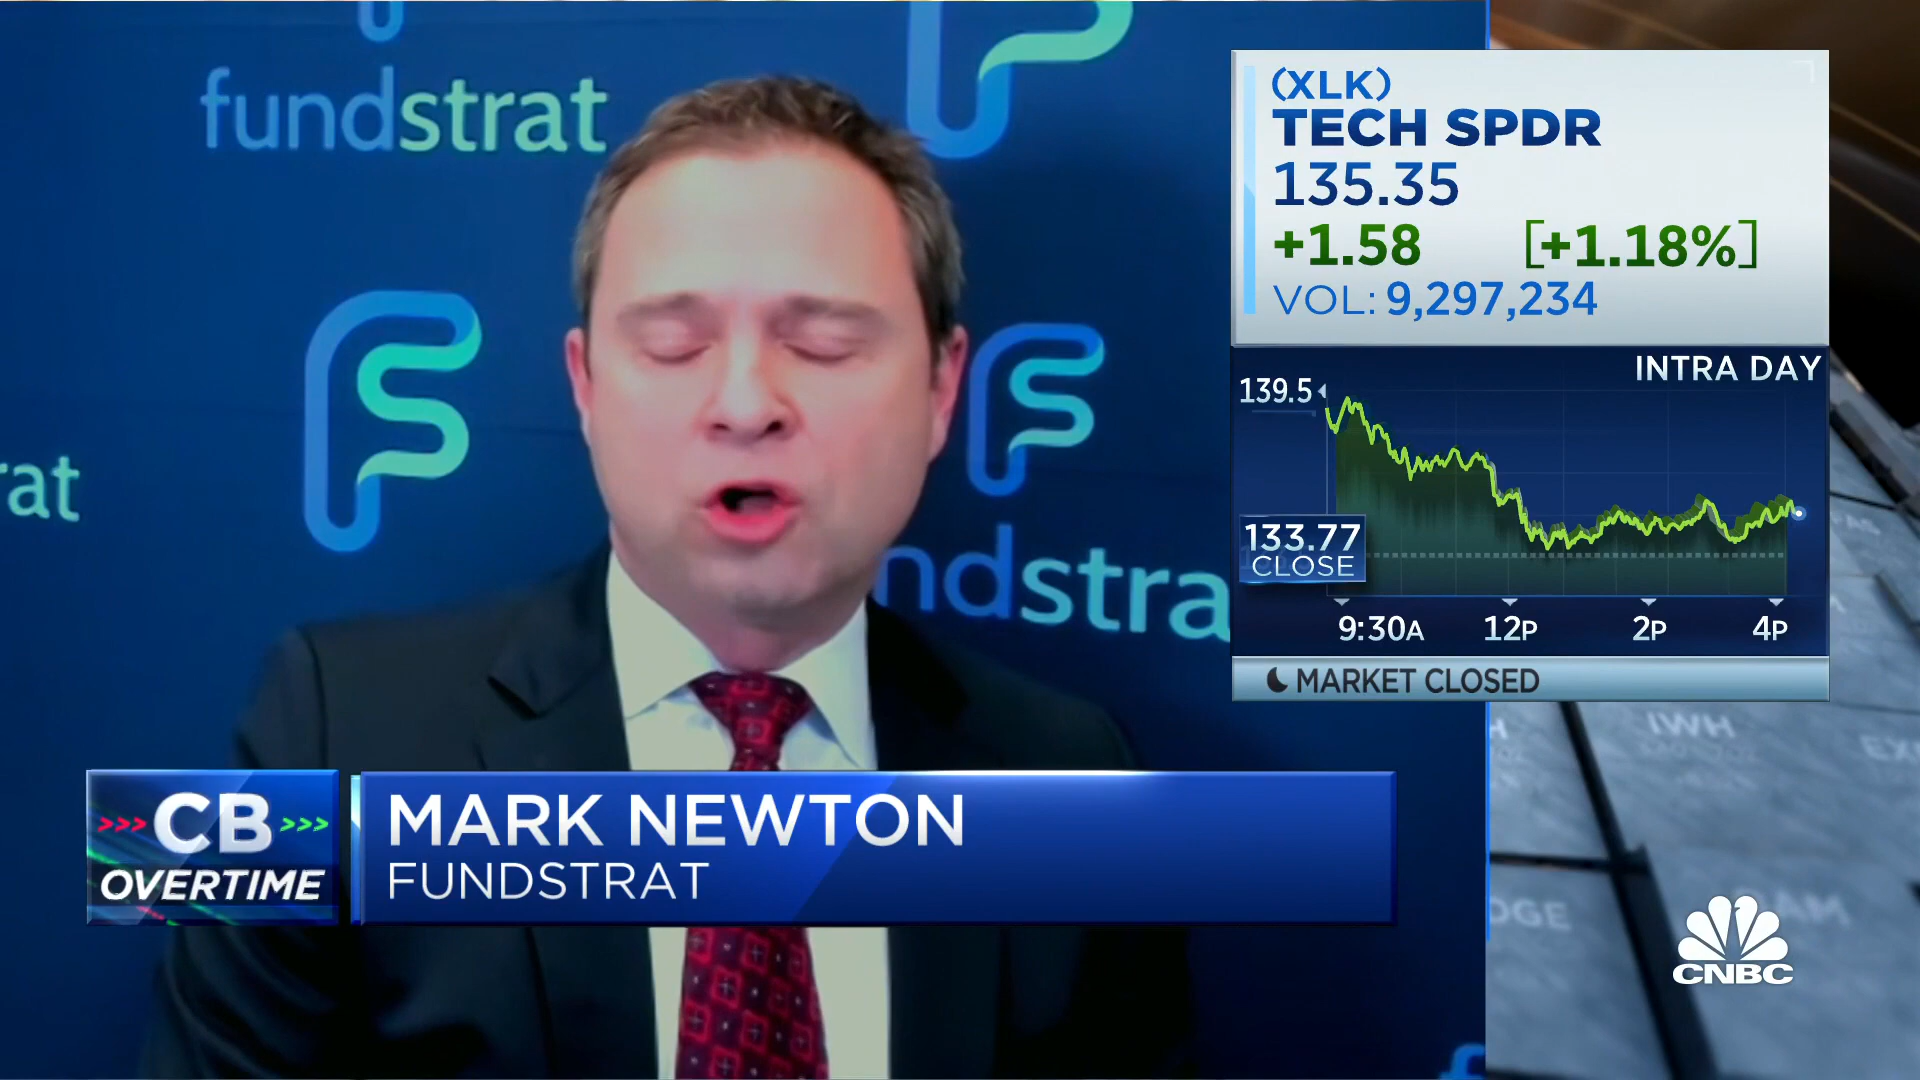 fundstrat
rat
ndstra
(XLK)
TECH SPDR
135.35
+1.58 [+1.18%]
VOL: 9,297,234
INTRA DAY
139.5
133.77
CLOSE
9:30A 12P 2P 4P
MARKET CLOSED
>>> CB >>>
OVERTIME
MARK NEWTON
FUNDSTRAT
IWH
DGE
CNBC